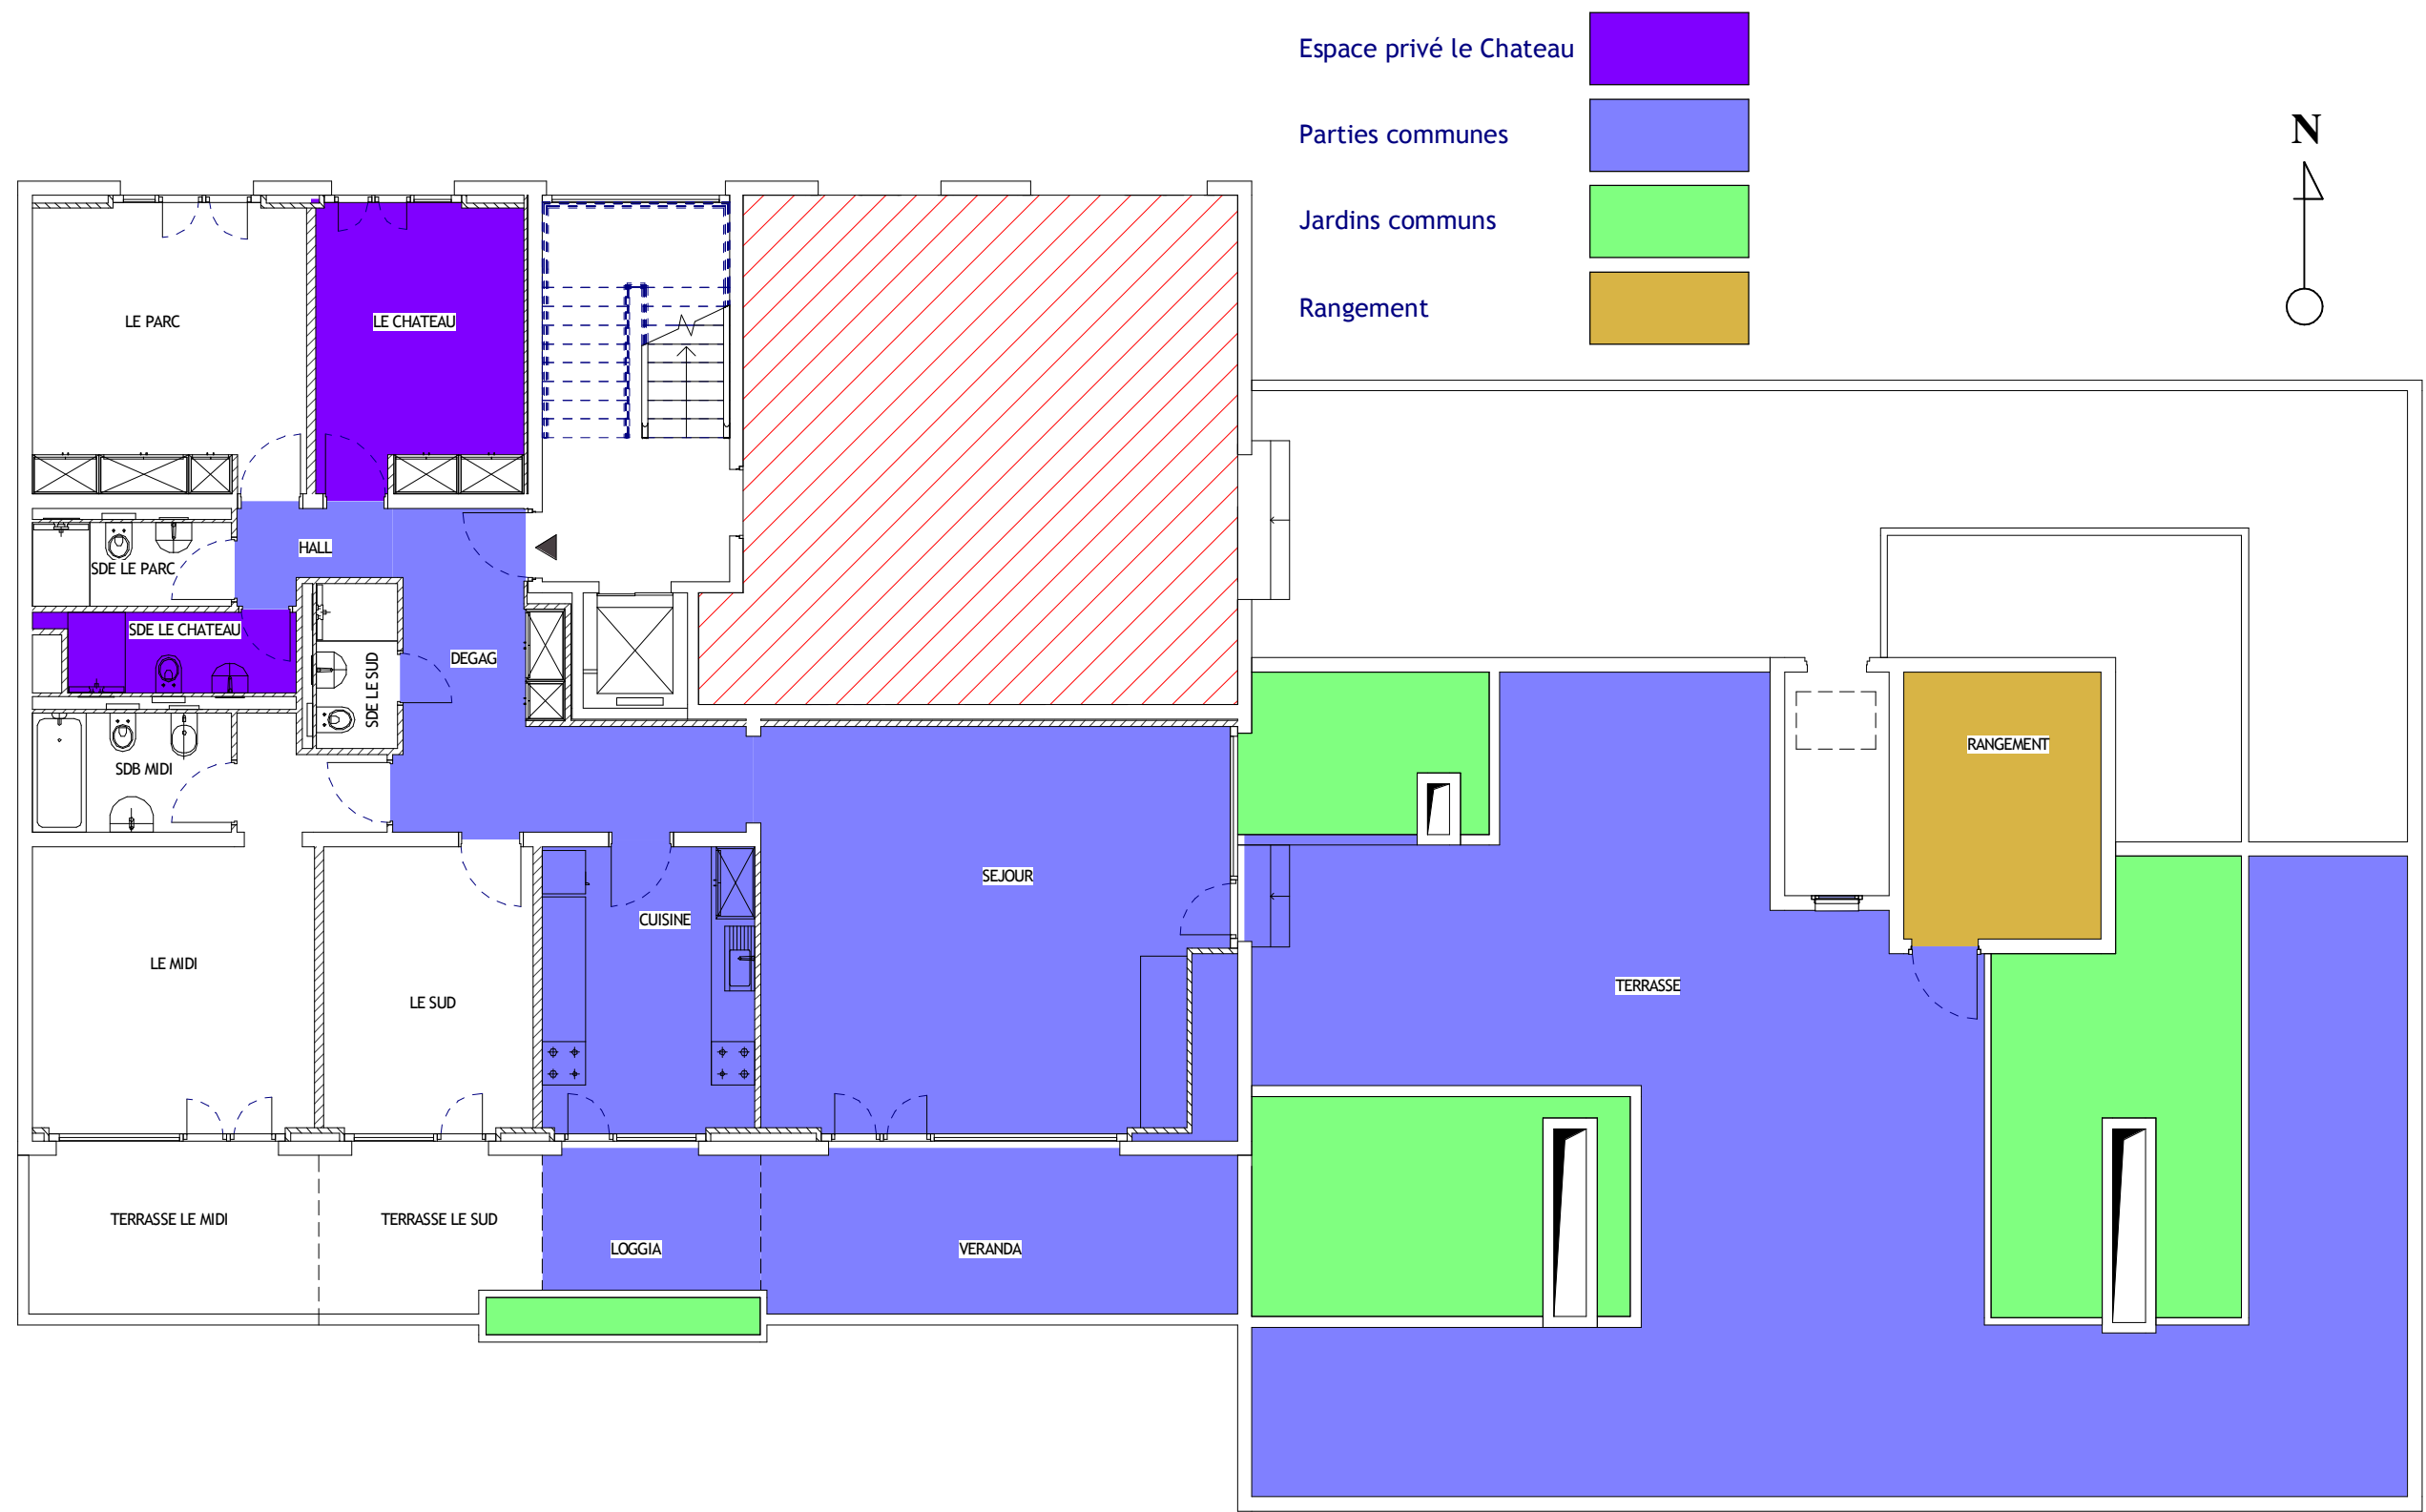 Espace privé le Chateau
Parties communes
N
Jardins communs
Rangement
LE PARC
LE CHATEAU
HALL
SDE LE PARC
SDE LE CHATEAU
DEGAG
SDE LE SUD
SDB MIDI
RANGEMENT
SEJOUR
CUISINE
LE MIDI
LE SUD
TERRASSE
TERRASSE LE MIDI
TERRASSE LE SUD
LOGGIA
VERANDA